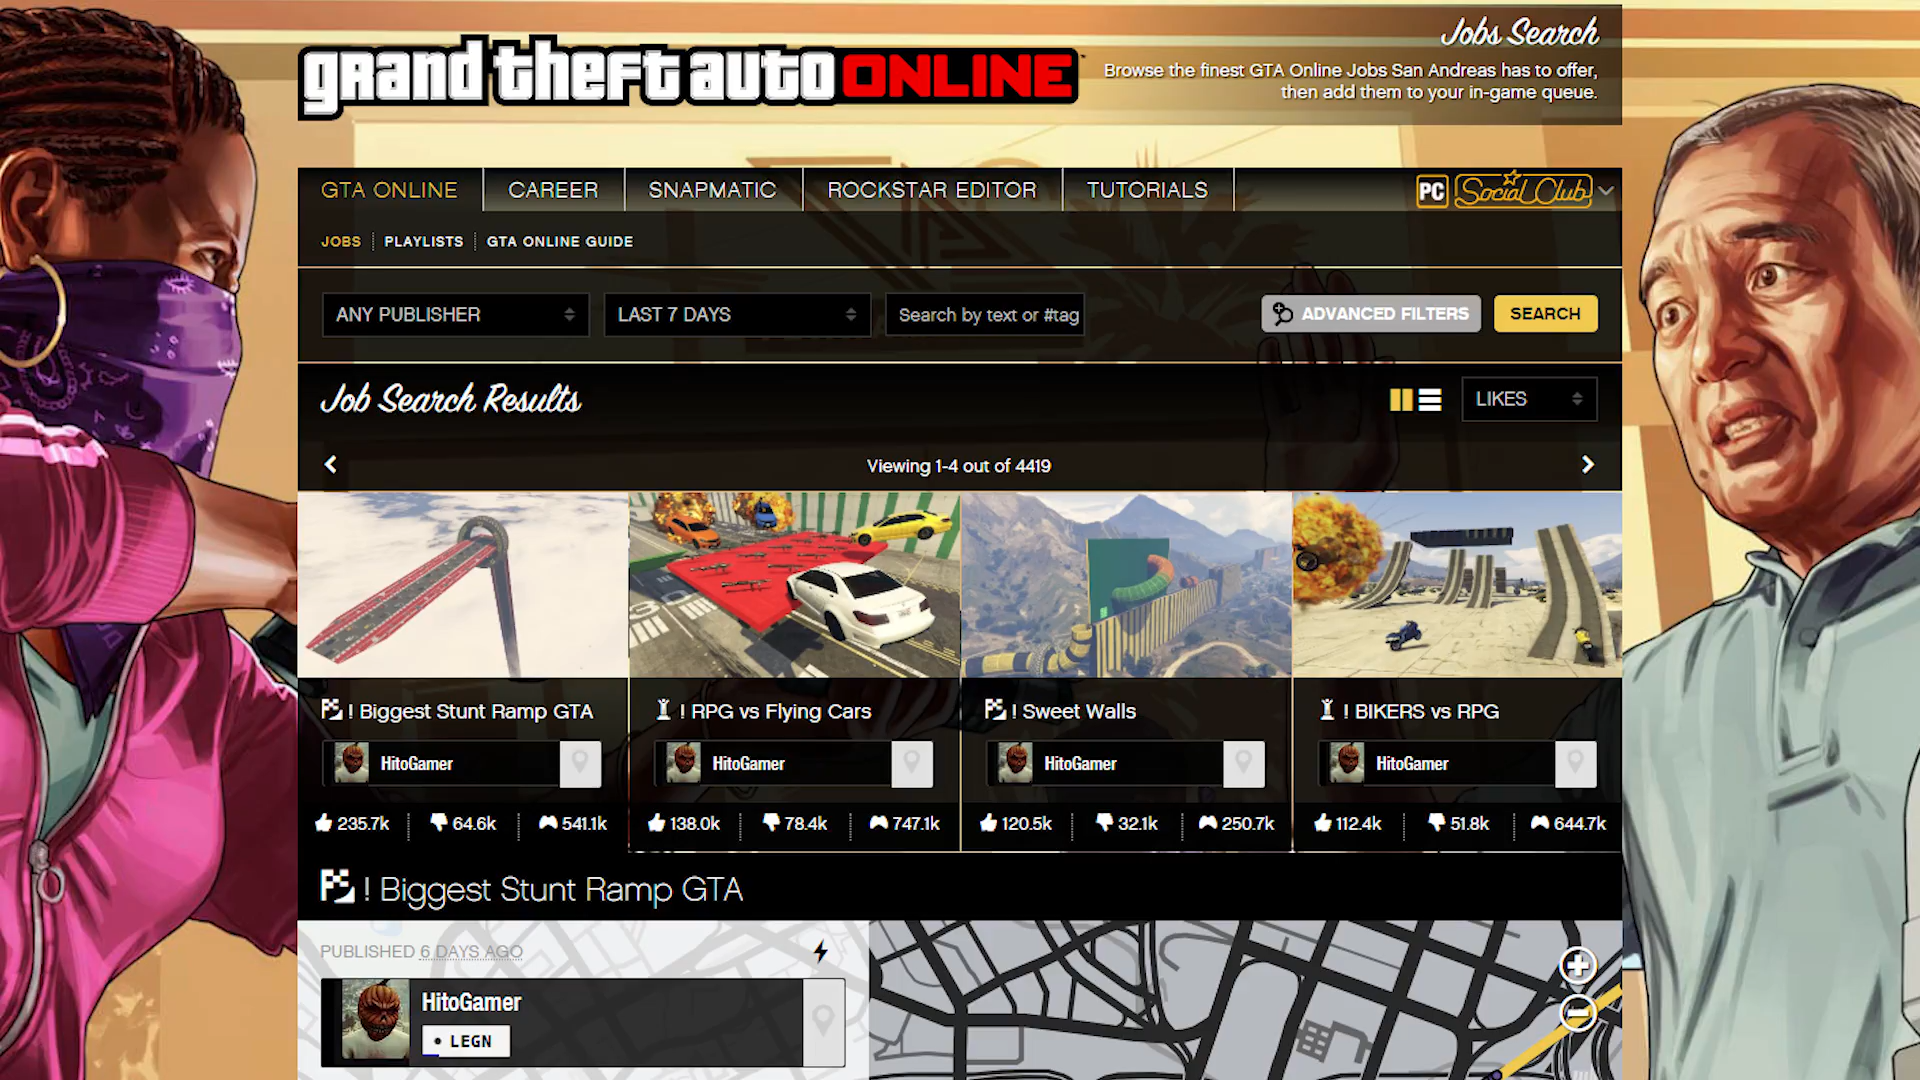 grand theft auto ONLINE
Jobs Search
Browse the finest GTA Online Jobs San Andreas has to offer,
then add them to your in-game queue.
GTA ONLINE CAREER SNAPMATIC ROCKSTAR EDITOR TUTORIALS PC Social Club
JOBS PLAYLISTS GTA ONLINE GUIDE
ANY PUBLISHER LAST 7 DAYS Search by text or #tag ADVANCED FILTERS SEARCH
Job Search Results LIKES
Viewing 1-4 out of 4419
! Biggest Stunt Ramp GTA ! RPG vs Flying Cars ! Sweet Walls ! BIKERS vs RPG
HitoGamer HitoGamer HitoGamer HitoGamer
235.7k 64.6k 541.1k 138.0k 78.4k 747.1k 120.5k 32.1k 250.7k 112.4k 51.8k 644.7k
! Biggest Stunt Ramp GTA
PUBLISHED 6 DAYS AGO
HitoGamer
• LEGN